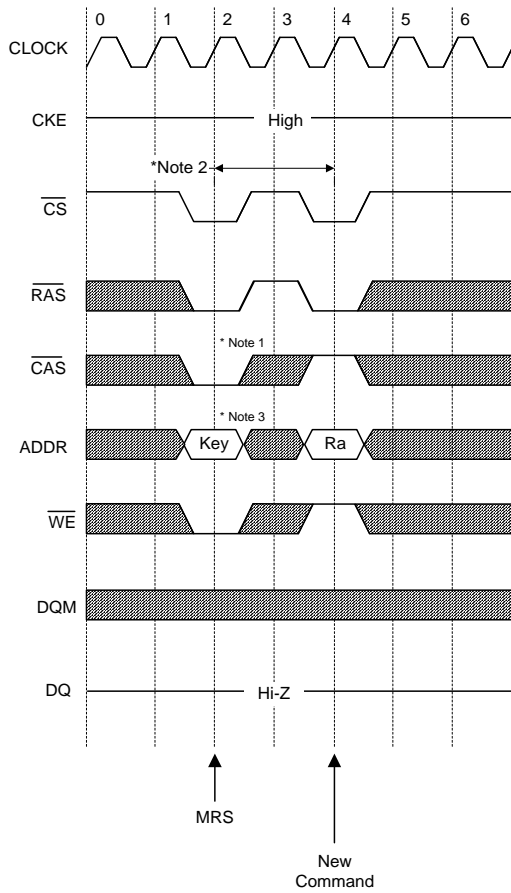 0 1 2 3 4 5 6
CLOCK
CKE
High
*Note 2
CS
RAS
* Note 1
CAS
* Note 3
ADDR
Key
Ra
WE
DQM
DQ
Hi-Z
MRS
New
Command